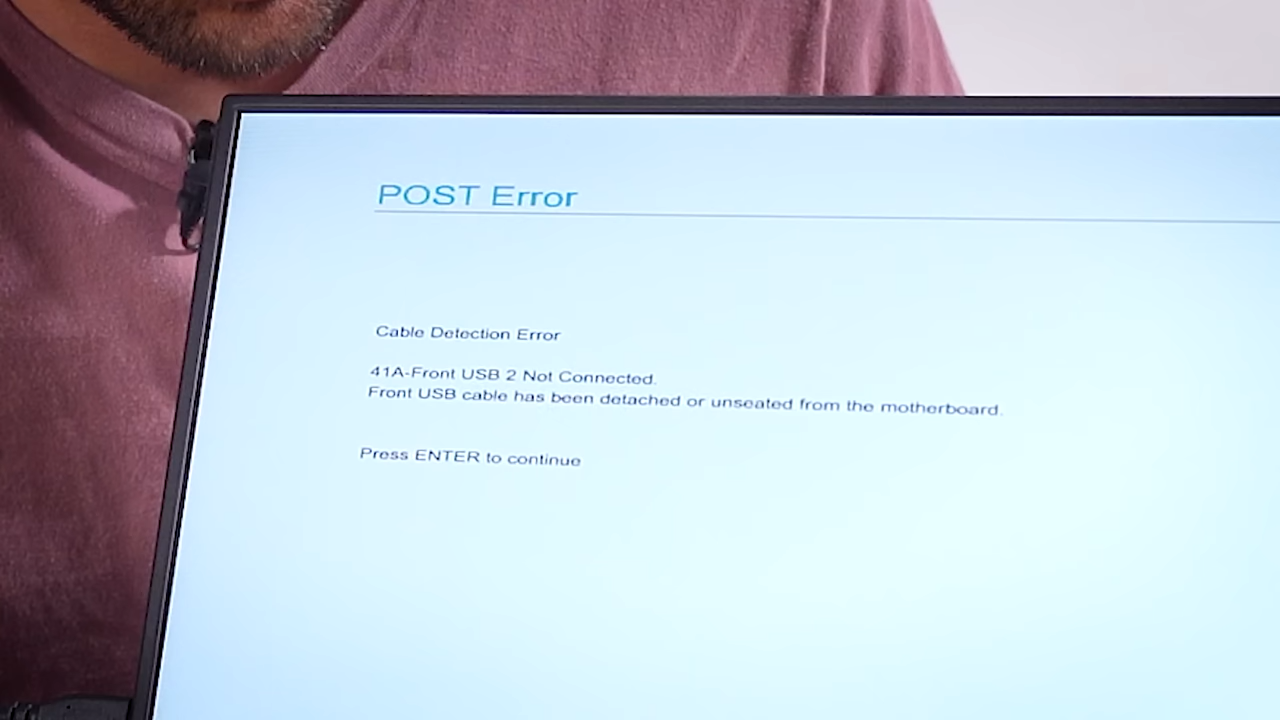 POST Error
Cable Detection Error
41A-Front USB 2 Not Connected.
Front USB cable has been detached or unseated from the motherboard.
Press ENTER to continue